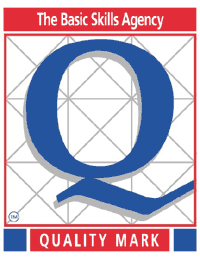 The Basic Skills Agency
Q
TM
QUALITY MARK